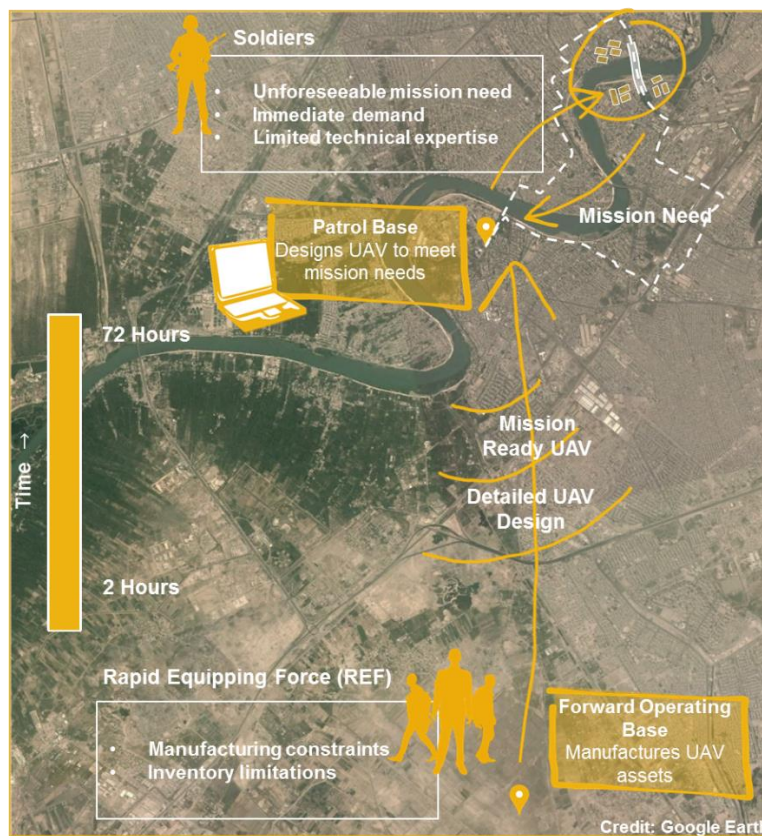 Soldiers
• Unforeseeable mission need
• Immediate demand
• Limited technical expertise
Mission Need
Patrol Base
Designs UAV to meet
mission needs
72 Hours
Time →
2 Hours
Mission
Ready UAV
Detailed UAV
Design
Rapid Equipping Force (REF)
• Manufacturing constraints
• Inventory limitations
Forward Operating
Base
Manufactures UAV
assets
Credit: Google Earth